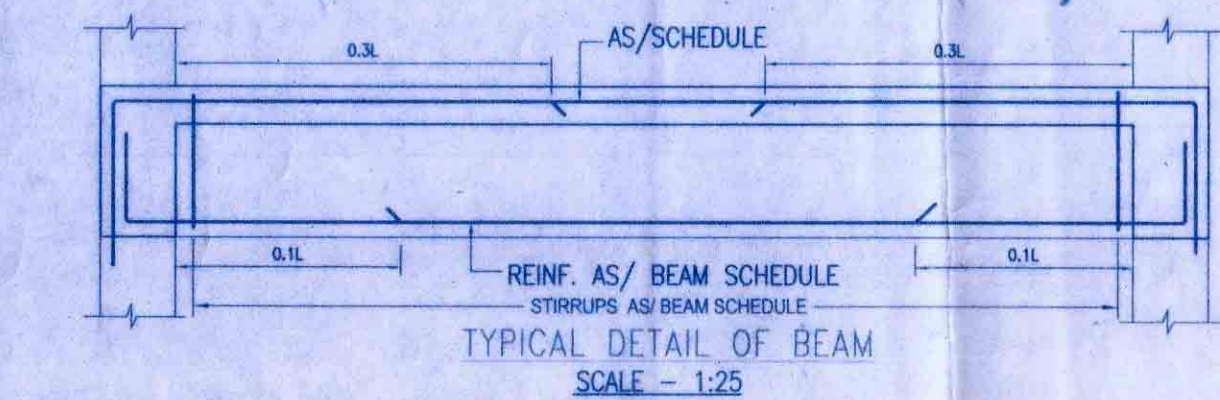 AS/SCHEDULE
0.3L 0.3L
0.1L 0.1L
REINF. AS/ BEAM SCHEDULE
STIRRUPS AS/ BEAM SCHEDULE
TYPICAL DETAIL OF BEAM
SCALE - 1:25